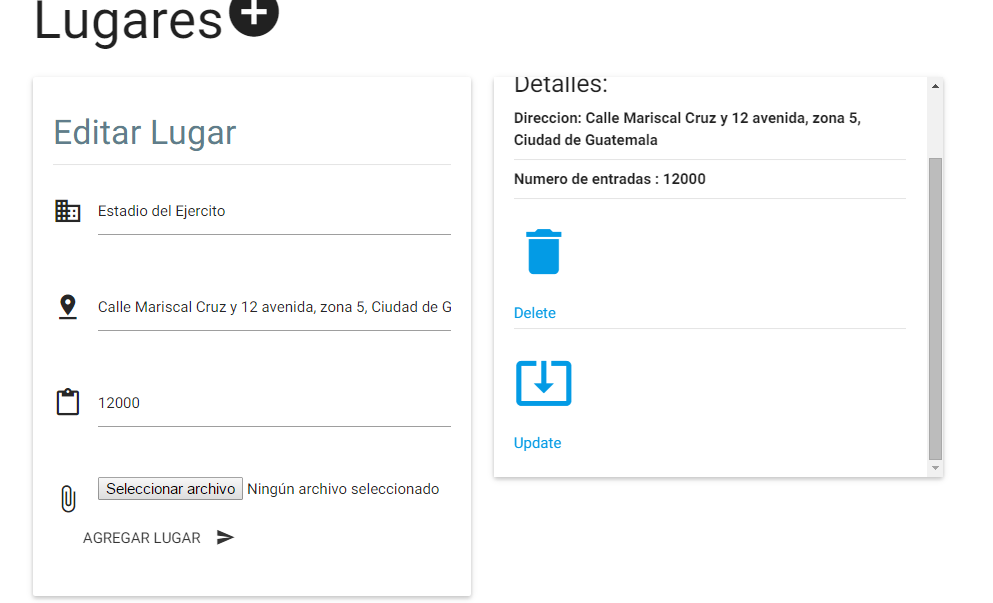 Lugares
Editar Lugar
Estadio del Ejercito
Calle Mariscal Cruz y 12 avenida, zona 5, Ciudad de G
12000
Seleccionar archivo Ningún archivo seleccionado
AGREGAR LUGAR
Detalles:
Direccion: Calle Mariscal Cruz y 12 avenida, zona 5,
Ciudad de Guatemala
Numero de entradas : 12000
Delete
Update